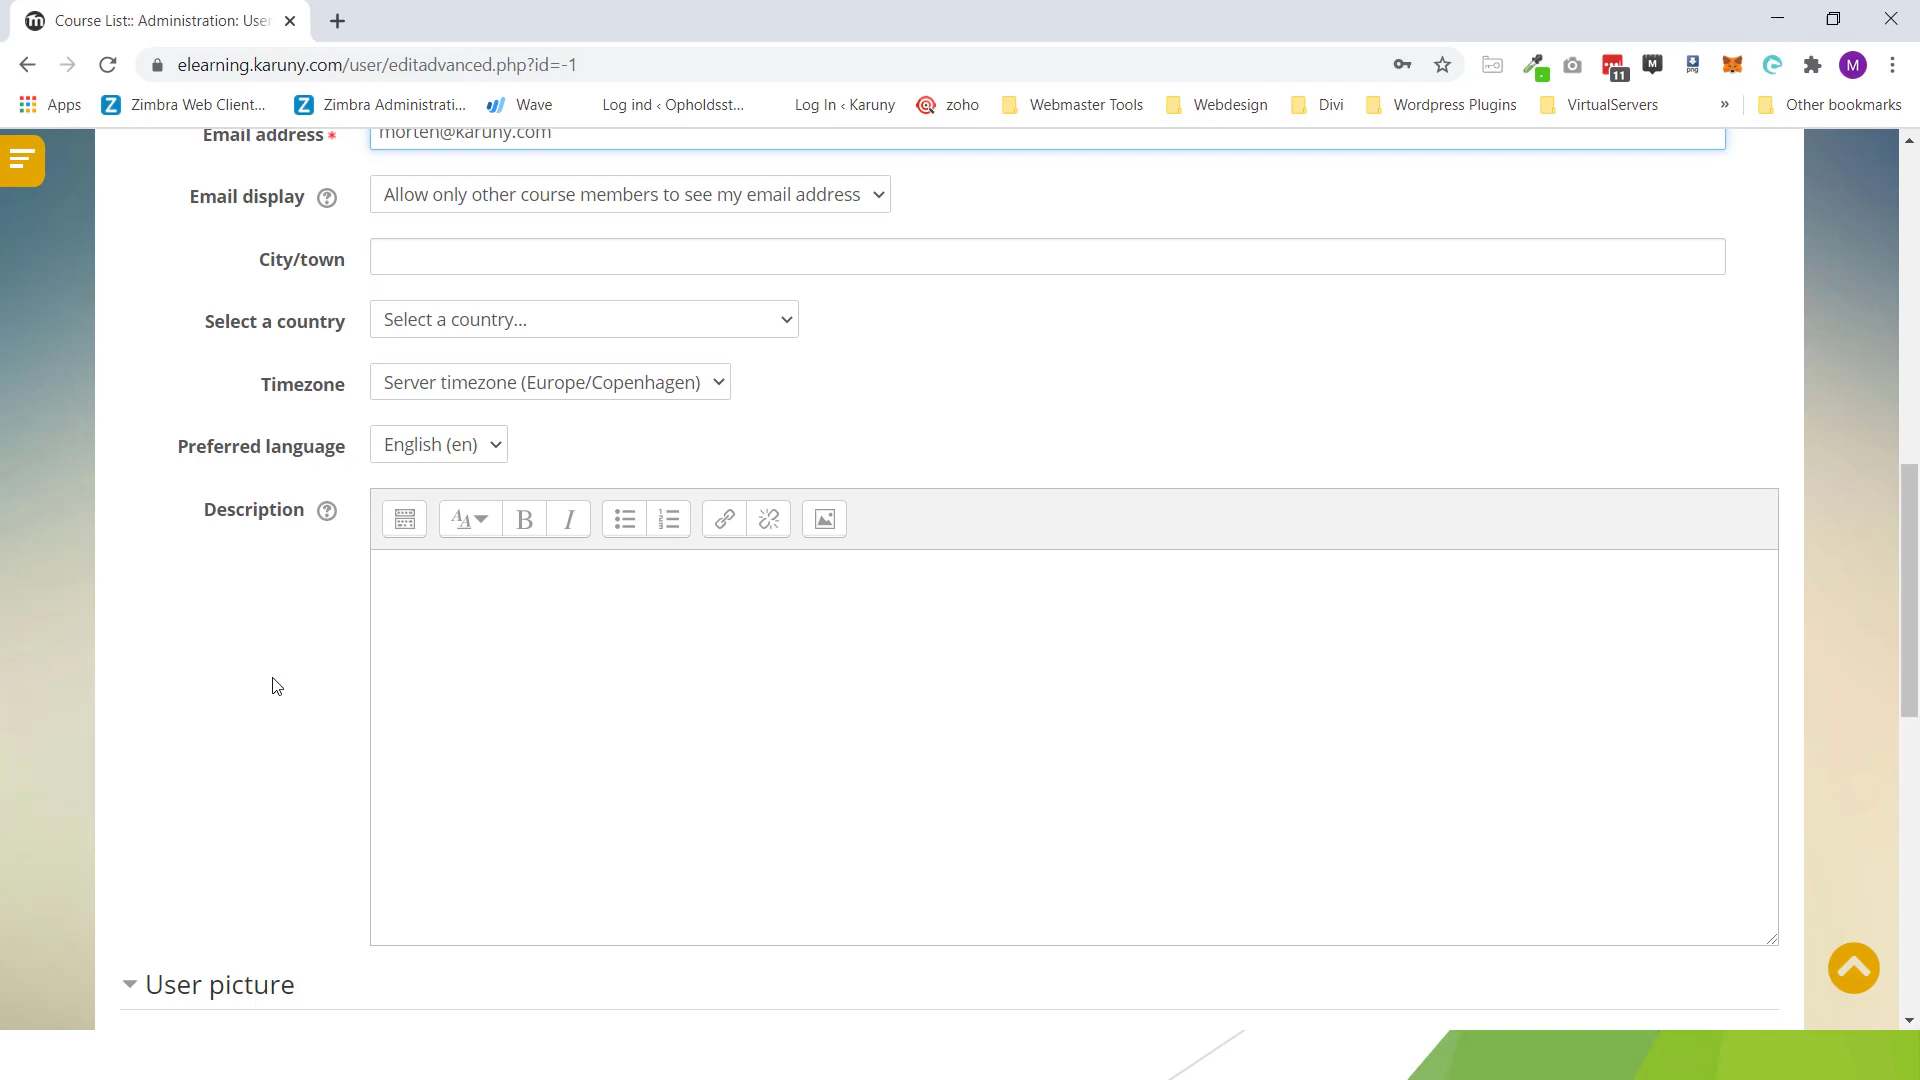 Course List:: Administration: User
elearning.karuny.com/user/editadvanced.php?id=-1
11
M
png
M
Apps
Zimbra Web Client...
Zimbra Administrati...
Wave
Log ind ‹ Opholdsst...
Log In ‹ Karuny
zoho
Webmaster Tools
Webdesign
Divi
Wordpress Plugins
VirtualServers
»
Other bookmarks
Email address *
morten@karuny.com
Email display
Allow only other course members to see my email address
City/town
Select a country
Select a country...
Timezone
Server timezone (Europe/Copenhagen)
Preferred language
English (en)
Description
B
I
User picture